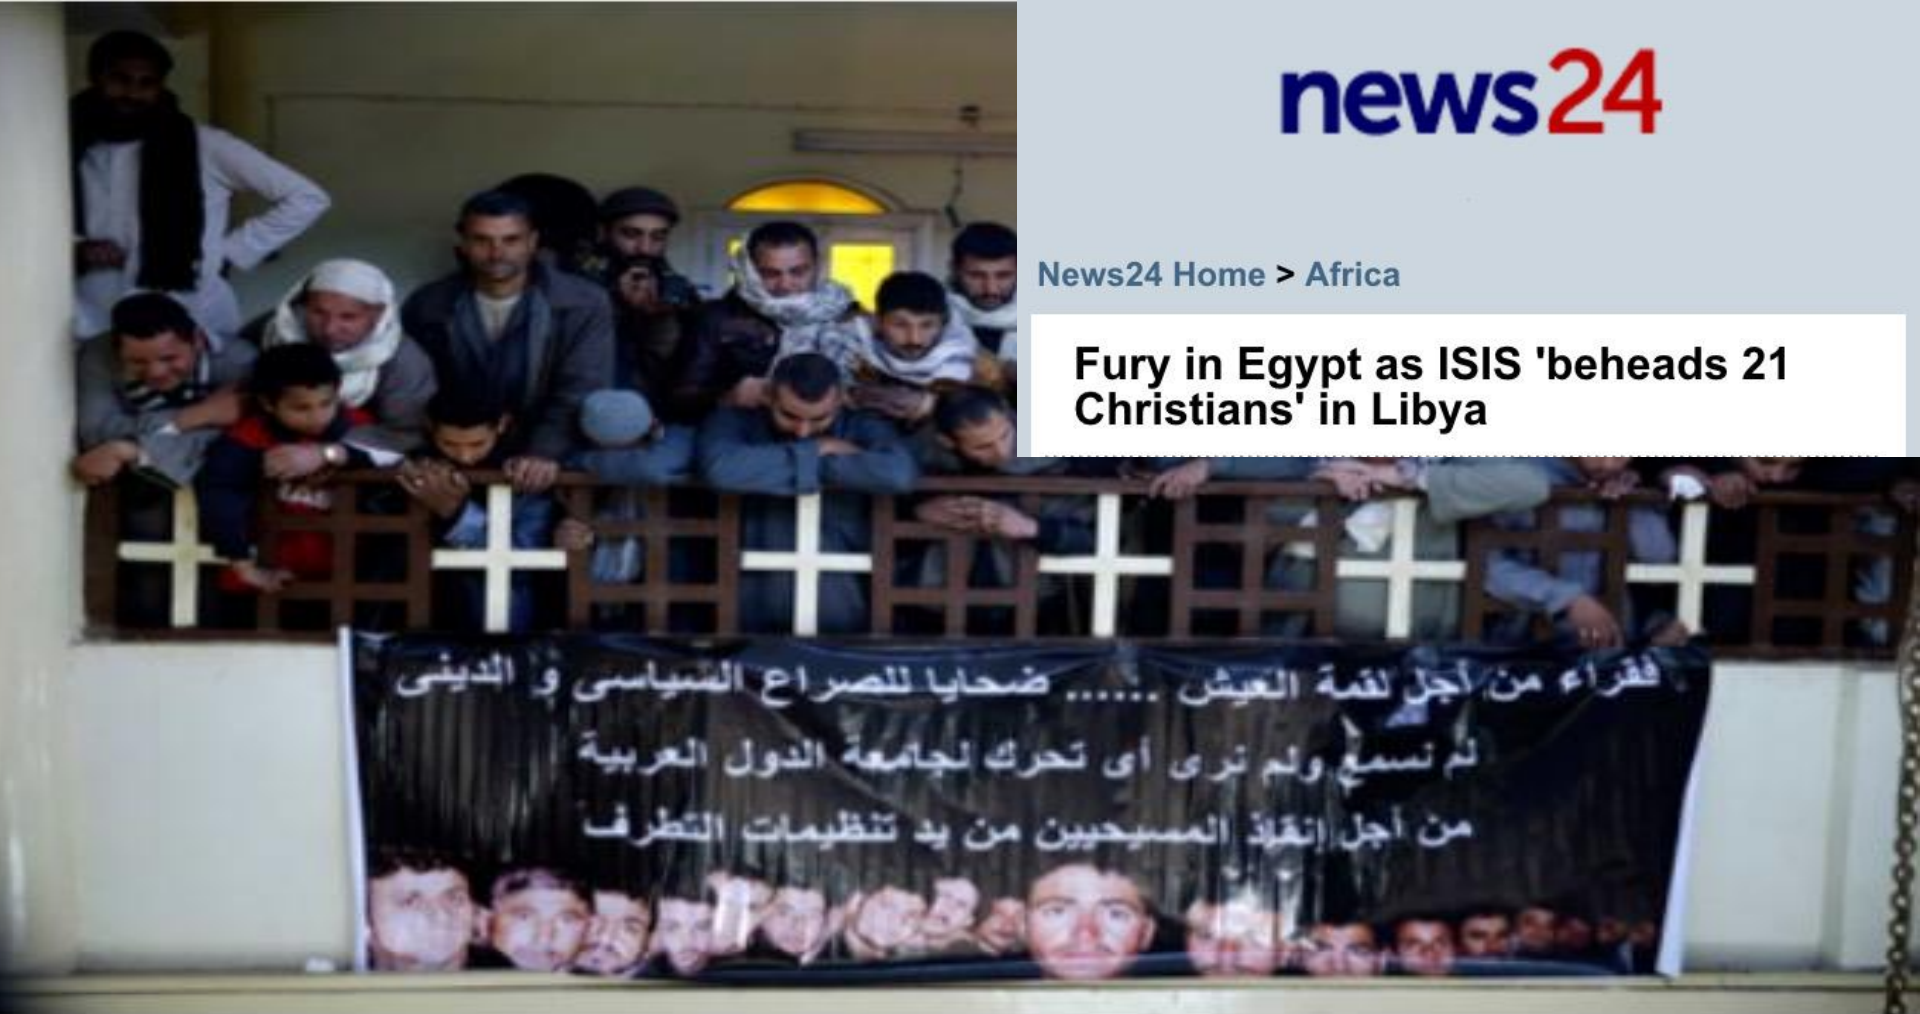 news24
News24 Home > Africa
Fury in Egypt as ISIS 'beheads 21
Christians' in Libya
فقراء من أجل لقمة العيش ...... ضحايا للصراع السياسى و الدينى
لم نسمع ولم نرى أى تحرك لجامعة الدول العربية
من أجل إنقاذ المسيحيين من يد تنظيمات التطرف